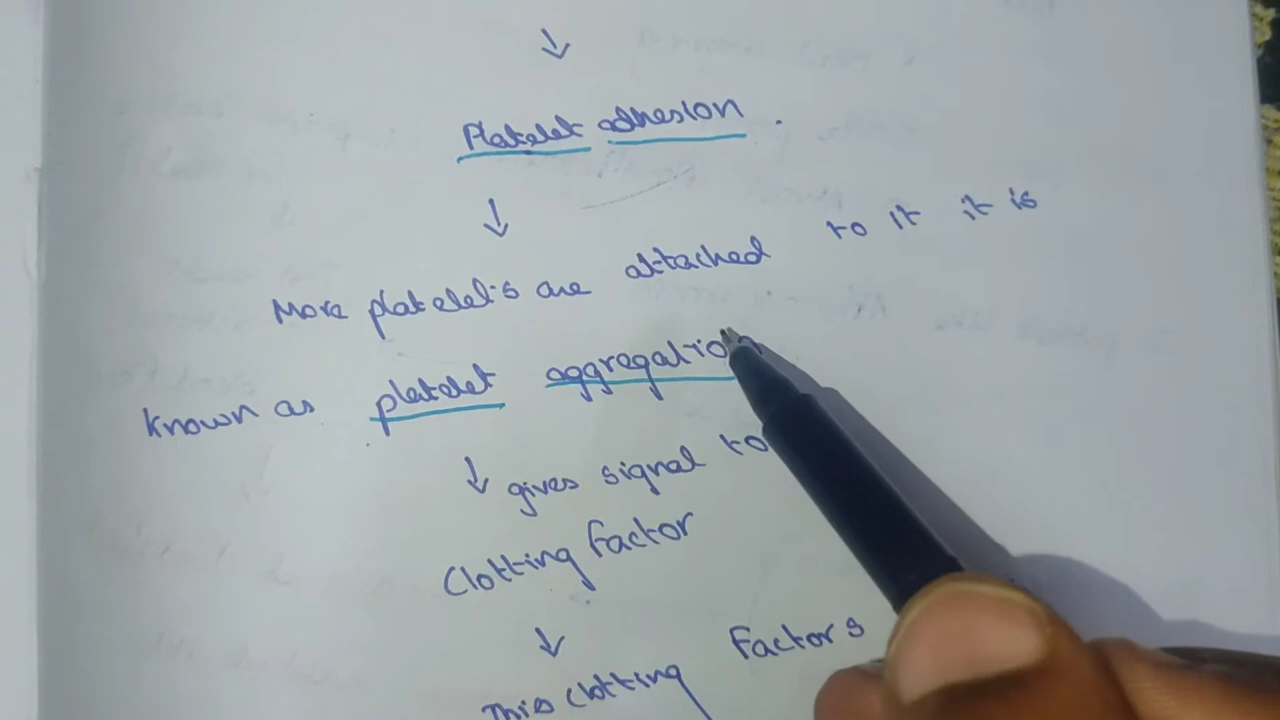 ↓
Platelet adhesion.
↓
More platelets are attached to it it is
known as platelet aggregation
↓ gives signal to
Clotting factor
↓
This clotting factors